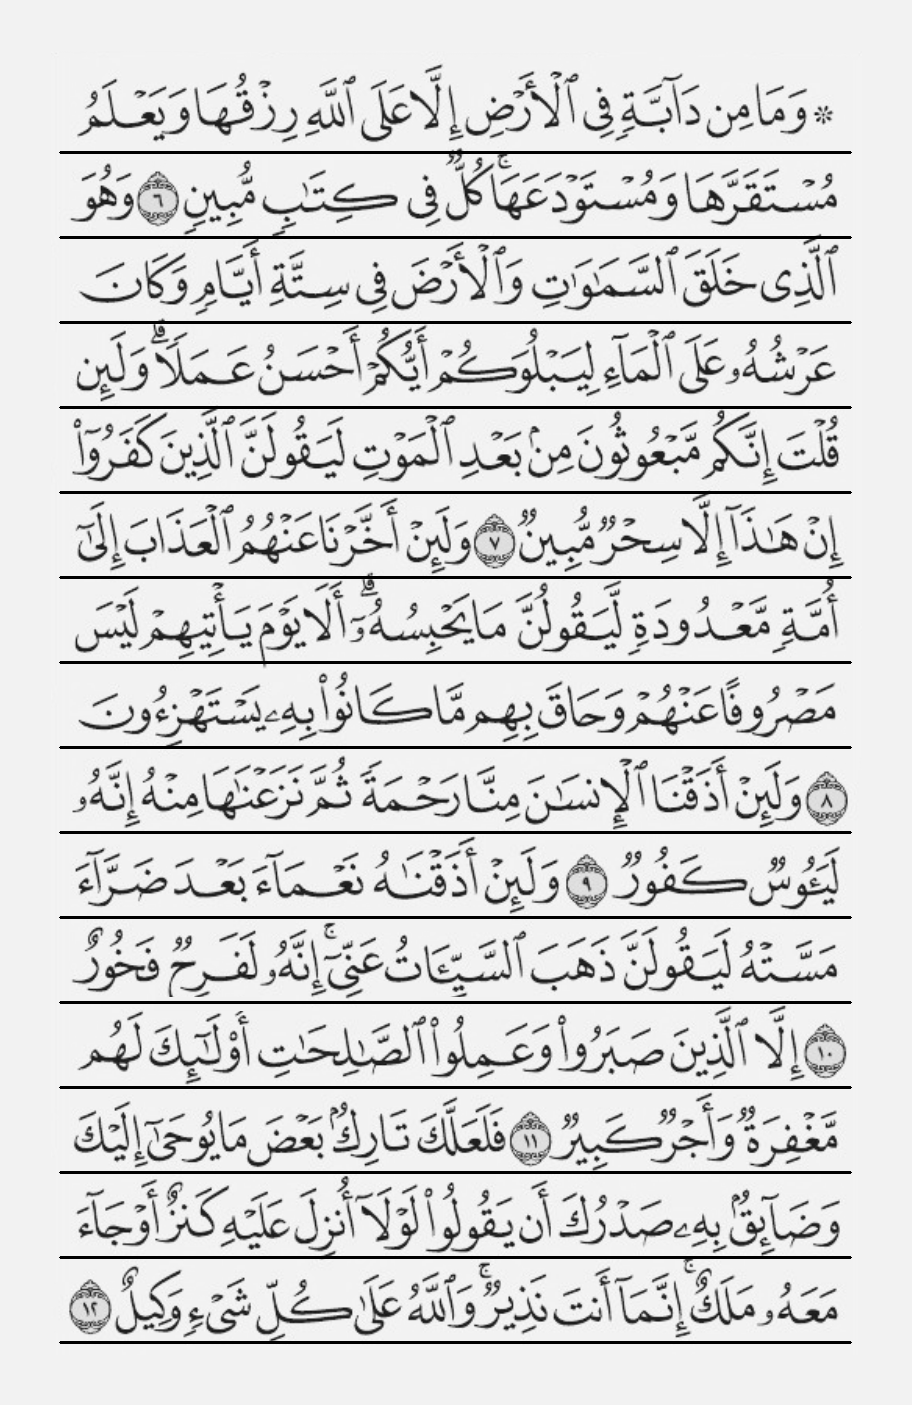 ۞ وَمَا مِن دَآبَّةٍ فِى ٱلْأَرْضِ إِلَّا عَلَى ٱللَّهِ رِزْقُهَا وَيَعْلَمُ
مُسْتَقَرَّهَا وَمُسْتَوْدَعَهَا ۚ كُلٌّ فِى كِتَـٰبٍ مُّبِينٍ ٦ وَهُوَ
ٱلَّذِى خَلَقَ ٱلسَّمَـٰوَٰتِ وَٱلْأَرْضَ فِى سِتَّةِ أَيَّامٍ وَكَانَ
عَرْشُهُۥ عَلَى ٱلْمَآءِ لِيَبْلُوَكُمْ أَيُّكُمْ أَحْسَنُ عَمَلًا ۗ وَلَئِن
قُلْتَ إِنَّكُم مَّبْعُوثُونَ مِنۢ بَعْدِ ٱلْمَوْتِ لَيَقُولَنَّ ٱلَّذِينَ كَفَرُوٓا۟
إِنْ هَـٰذَآ إِلَّا سِحْرٌ مُّبِينٌ ٧ وَلَئِنْ أَخَّرْنَا عَنْهُمُ ٱلْعَذَابَ إِلَىٰٓ
أُمَّةٍ مَّعْدُودَةٍ لَّيَقُولُنَّ مَا يَحْبِسُهُۥٓ ۗ أَلَا يَوْمَ يَأْتِيهِمْ لَيْسَ
مَصْرُوفًا عَنْهُمْ وَحَاقَ بِهِم مَّا كَانُوا۟ بِهِۦ يَسْتَهْزِءُونَ
٨ وَلَئِنْ أَذَقْنَا ٱلْإِنسَـٰنَ مِنَّا رَحْمَةً ثُمَّ نَزَعْنَـٰهَا مِنْهُ إِنَّهُۥ
لَيَـُٔوسٌ كَفُورٌ ٩ وَلَئِنْ أَذَقْنَـٰهُ نَعْمَآءَ بَعْدَ ضَرَّآءَ
مَسَّتْهُ لَيَقُولَنَّ ذَهَبَ ٱلسَّيِّـَٔاتُ عَنِّىٓ ۚ إِنَّهُۥ لَفَرِحٌ فَخُورٌ
١٠ إِلَّا ٱلَّذِينَ صَبَرُوا۟ وَعَمِلُوا۟ ٱلصَّـٰلِحَـٰتِ أُو۟لَـٰٓئِكَ لَهُم
مَّغْفِرَةٌ وَأَجْرٌ كَبِيرٌ ١١ فَلَعَلَّكَ تَارِكٌۢ بَعْضَ مَا يُوحَىٰٓ إِلَيْكَ
وَضَآئِقٌۢ بِهِۦ صَدْرُكَ أَن يَقُولُوا۟ لَوْلَآ أُنزِلَ عَلَيْهِ كَنزٌ أَوْ جَآءَ
مَعَهُۥ مَلَكٌ ۚ إِنَّمَآ أَنتَ نَذِيرٌ ۚ وَٱللَّهُ عَلَىٰ كُلِّ شَىْءٍ وَكِيلٌ ١٢